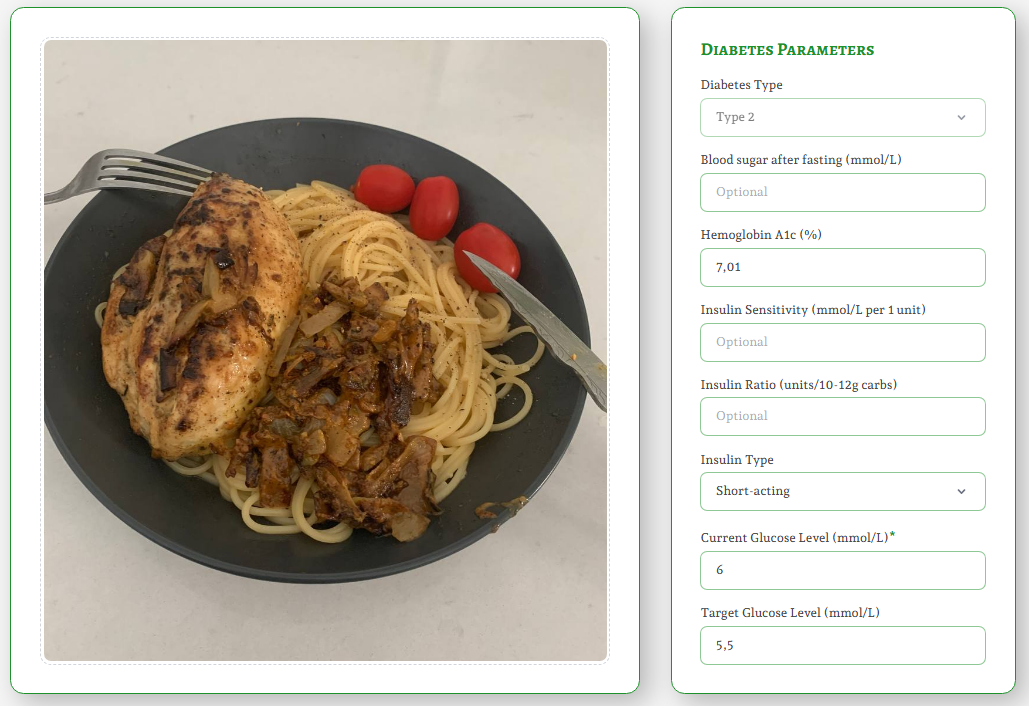 Diabetes Parameters
Diabetes Type
Type 2
Blood sugar after fasting (mmol/L)
Optional
Hemoglobin A1c (%)
7,01
Insulin Sensitivity (mmol/L per 1 unit)
Optional
Insulin Ratio (units/10-12g carbs)
Optional
Insulin Type
Short-acting
Current Glucose Level (mmol/L)*
6
Target Glucose Level (mmol/L)
5,5